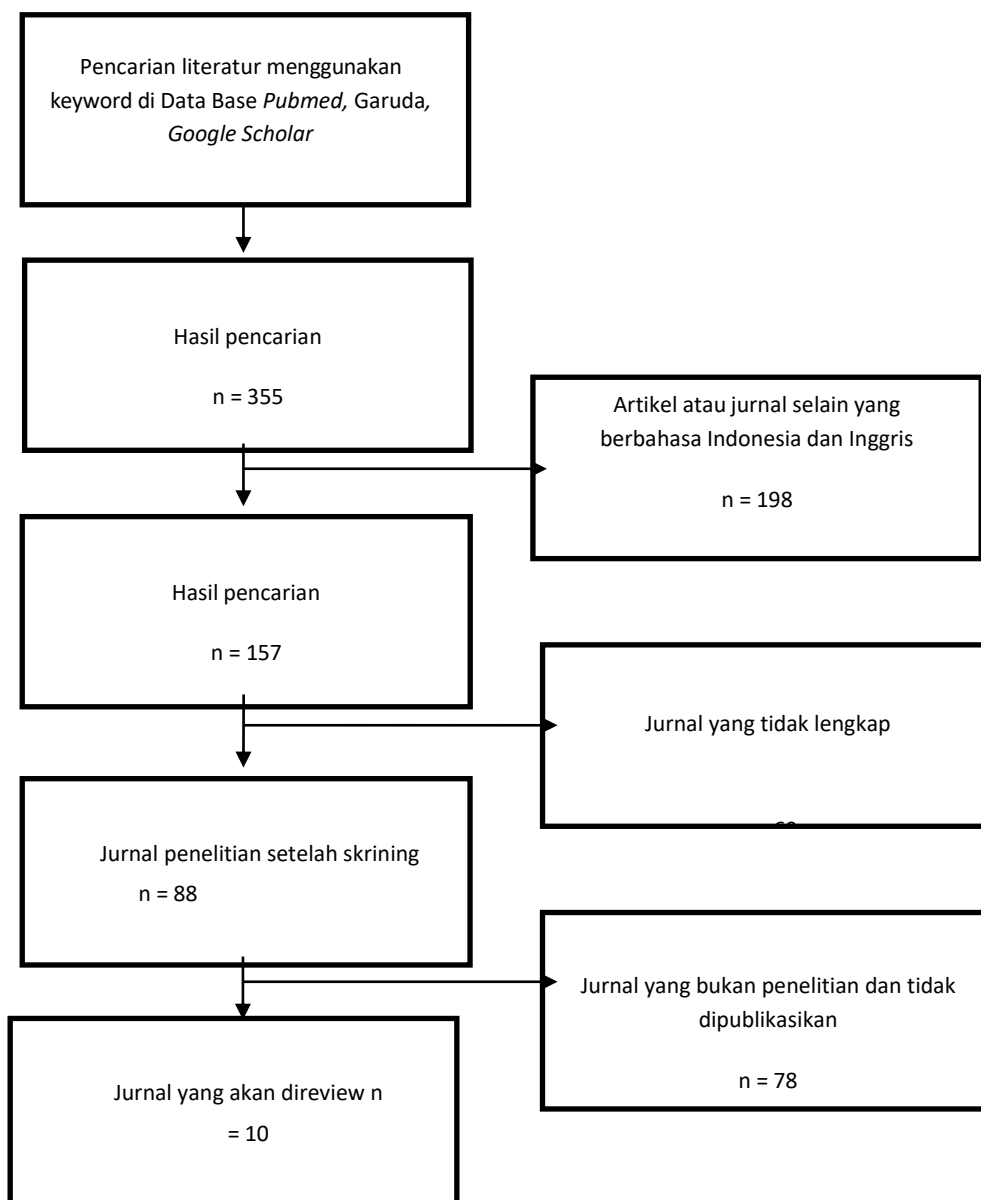 Pencarian literatur menggunakan
keyword di Data Base Pubmed, Garuda,
Google Scholar
Hasil pencarian
n = 355
Artikel atau jurnal selain yang
berbahasa Indonesia dan Inggris
n = 198
Hasil pencarian
n = 157
Jurnal yang tidak lengkap
Jurnal penelitian setelah skrining
n = 88
Jurnal yang bukan penelitian dan tidak
dipublikasikan
n = 78
Jurnal yang akan direview n
= 10